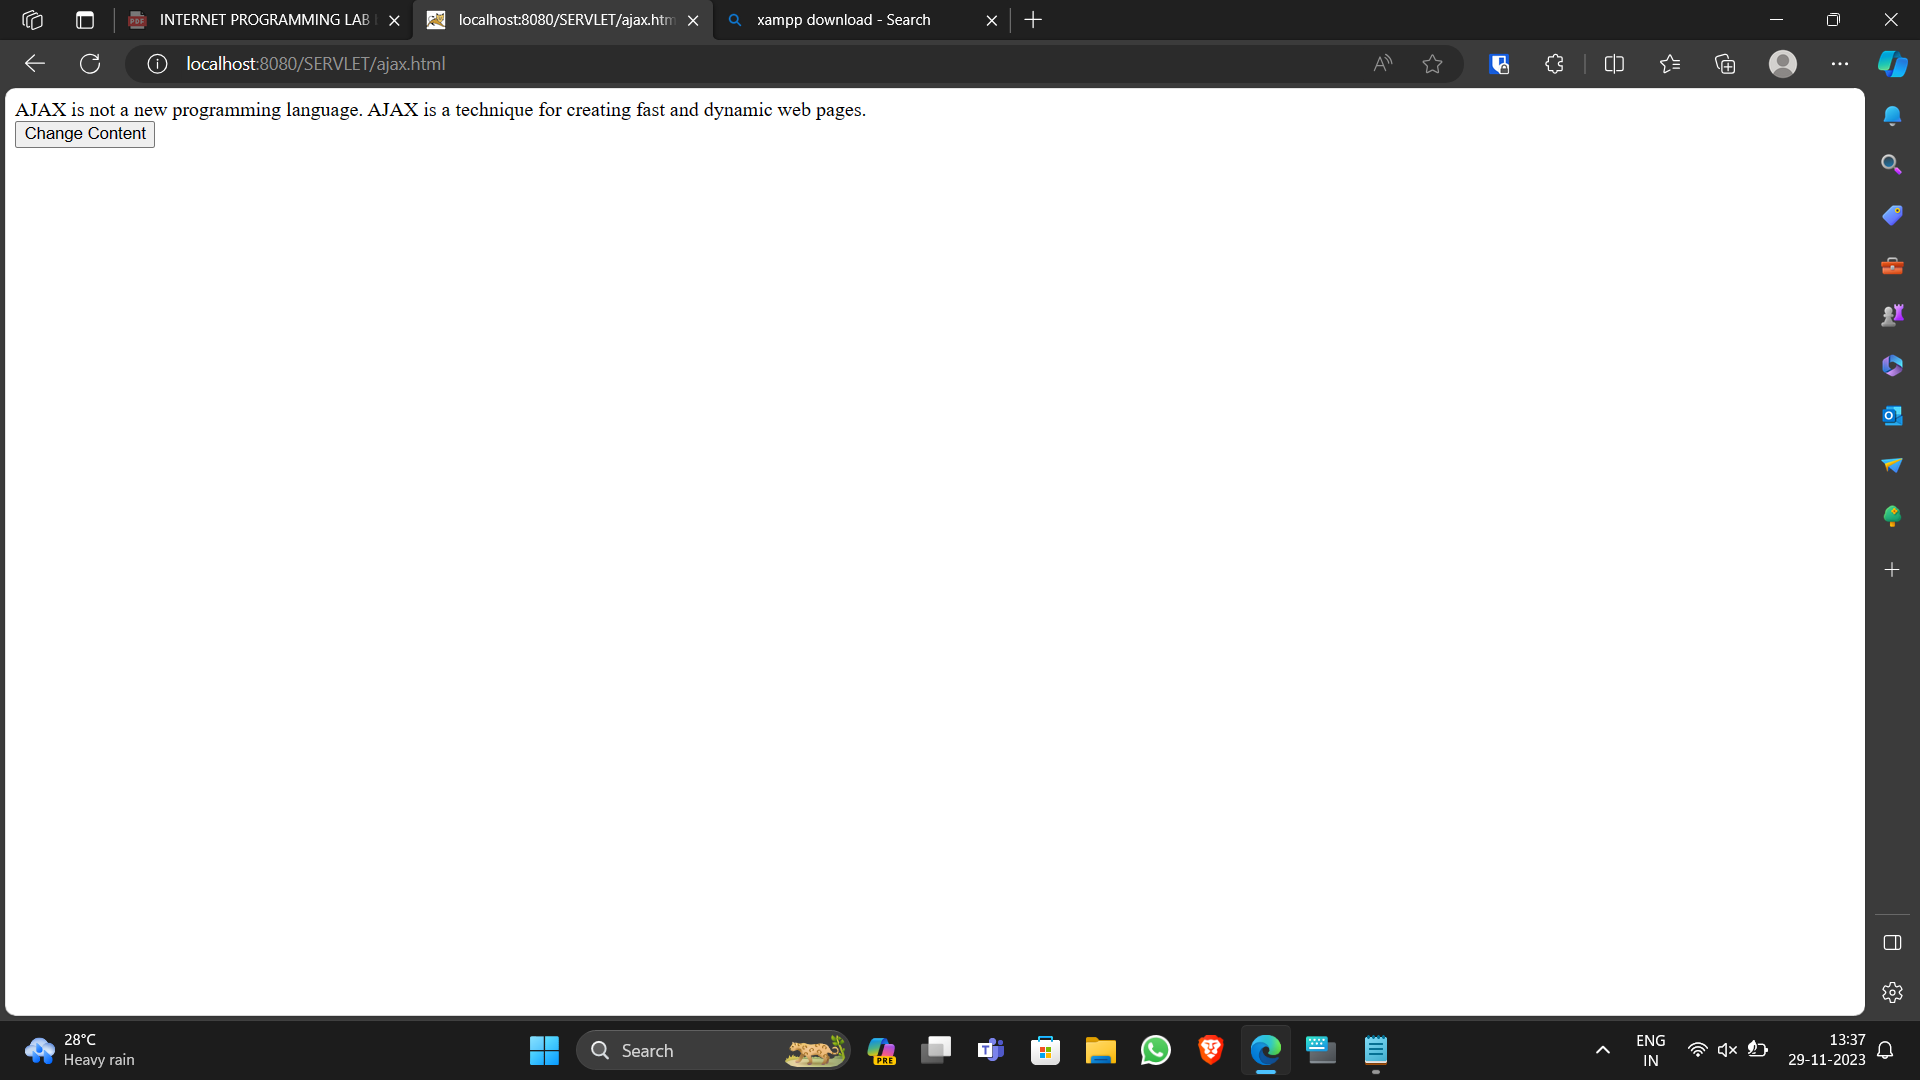 INTERNET PROGRAMMING LAB
localhost:8080/SERVLET/ajax.htm
xampp download - Search
localhost:8080/SERVLET/ajax.html
AJAX is not a new programming language. AJAX is a technique for creating fast and dynamic web pages.
Change Content
28°C
Heavy rain
Search
PRE
ENG
IN
13:37
29-11-2023